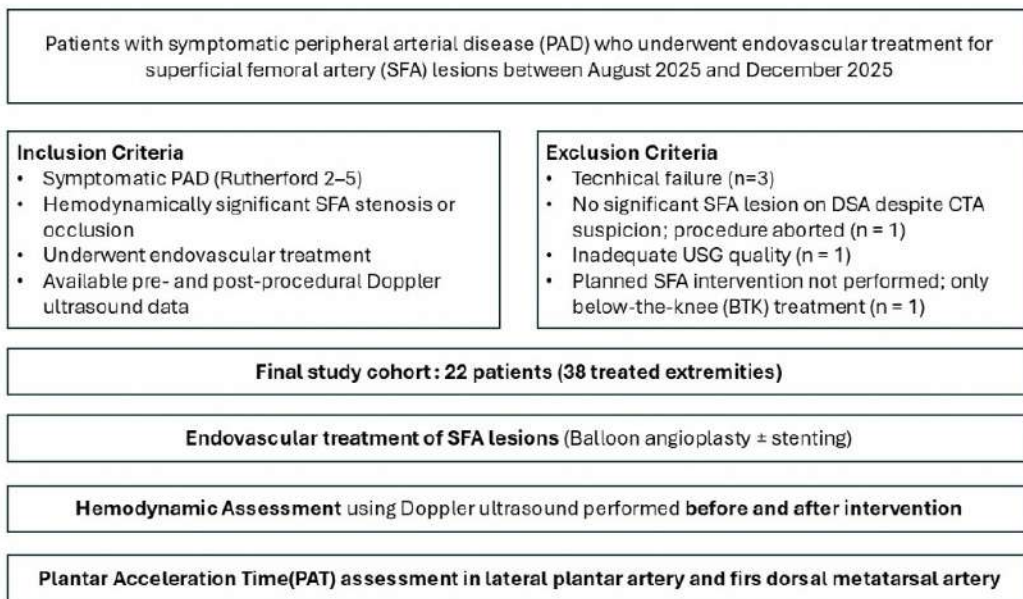 Patients with symptomatic peripheral arterial disease (PAD) who underwent endovascular treatment for
superficial femoral artery (SFA) lesions between August 2025 and December 2025
Inclusion Criteria
• Symptomatic PAD (Rutherford 2–5)
• Hemodynamically significant SFA stenosis or
occlusion
• Underwent endovascular treatment
• Available pre- and post-procedural Doppler
ultrasound data
Exclusion Criteria
• Tecnhical failure (n=3)
• No significant SFA lesion on DSA despite CTA
suspicion; procedure aborted (n = 1)
• Inadequate USG quality (n = 1)
• Planned SFA intervention not performed; only
below-the-knee (BTK) treatment (n = 1)
Final study cohort: 22 patients (38 treated extremities)
Endovascular treatment of SFA lesions (Balloon angioplasty ± stenting)
Hemodynamic Assessment using Doppler ultrasound performed before and after intervention
Plantar Acceleration Time(PAT) assessment in lateral plantar artery and firs dorsal metatarsal artery